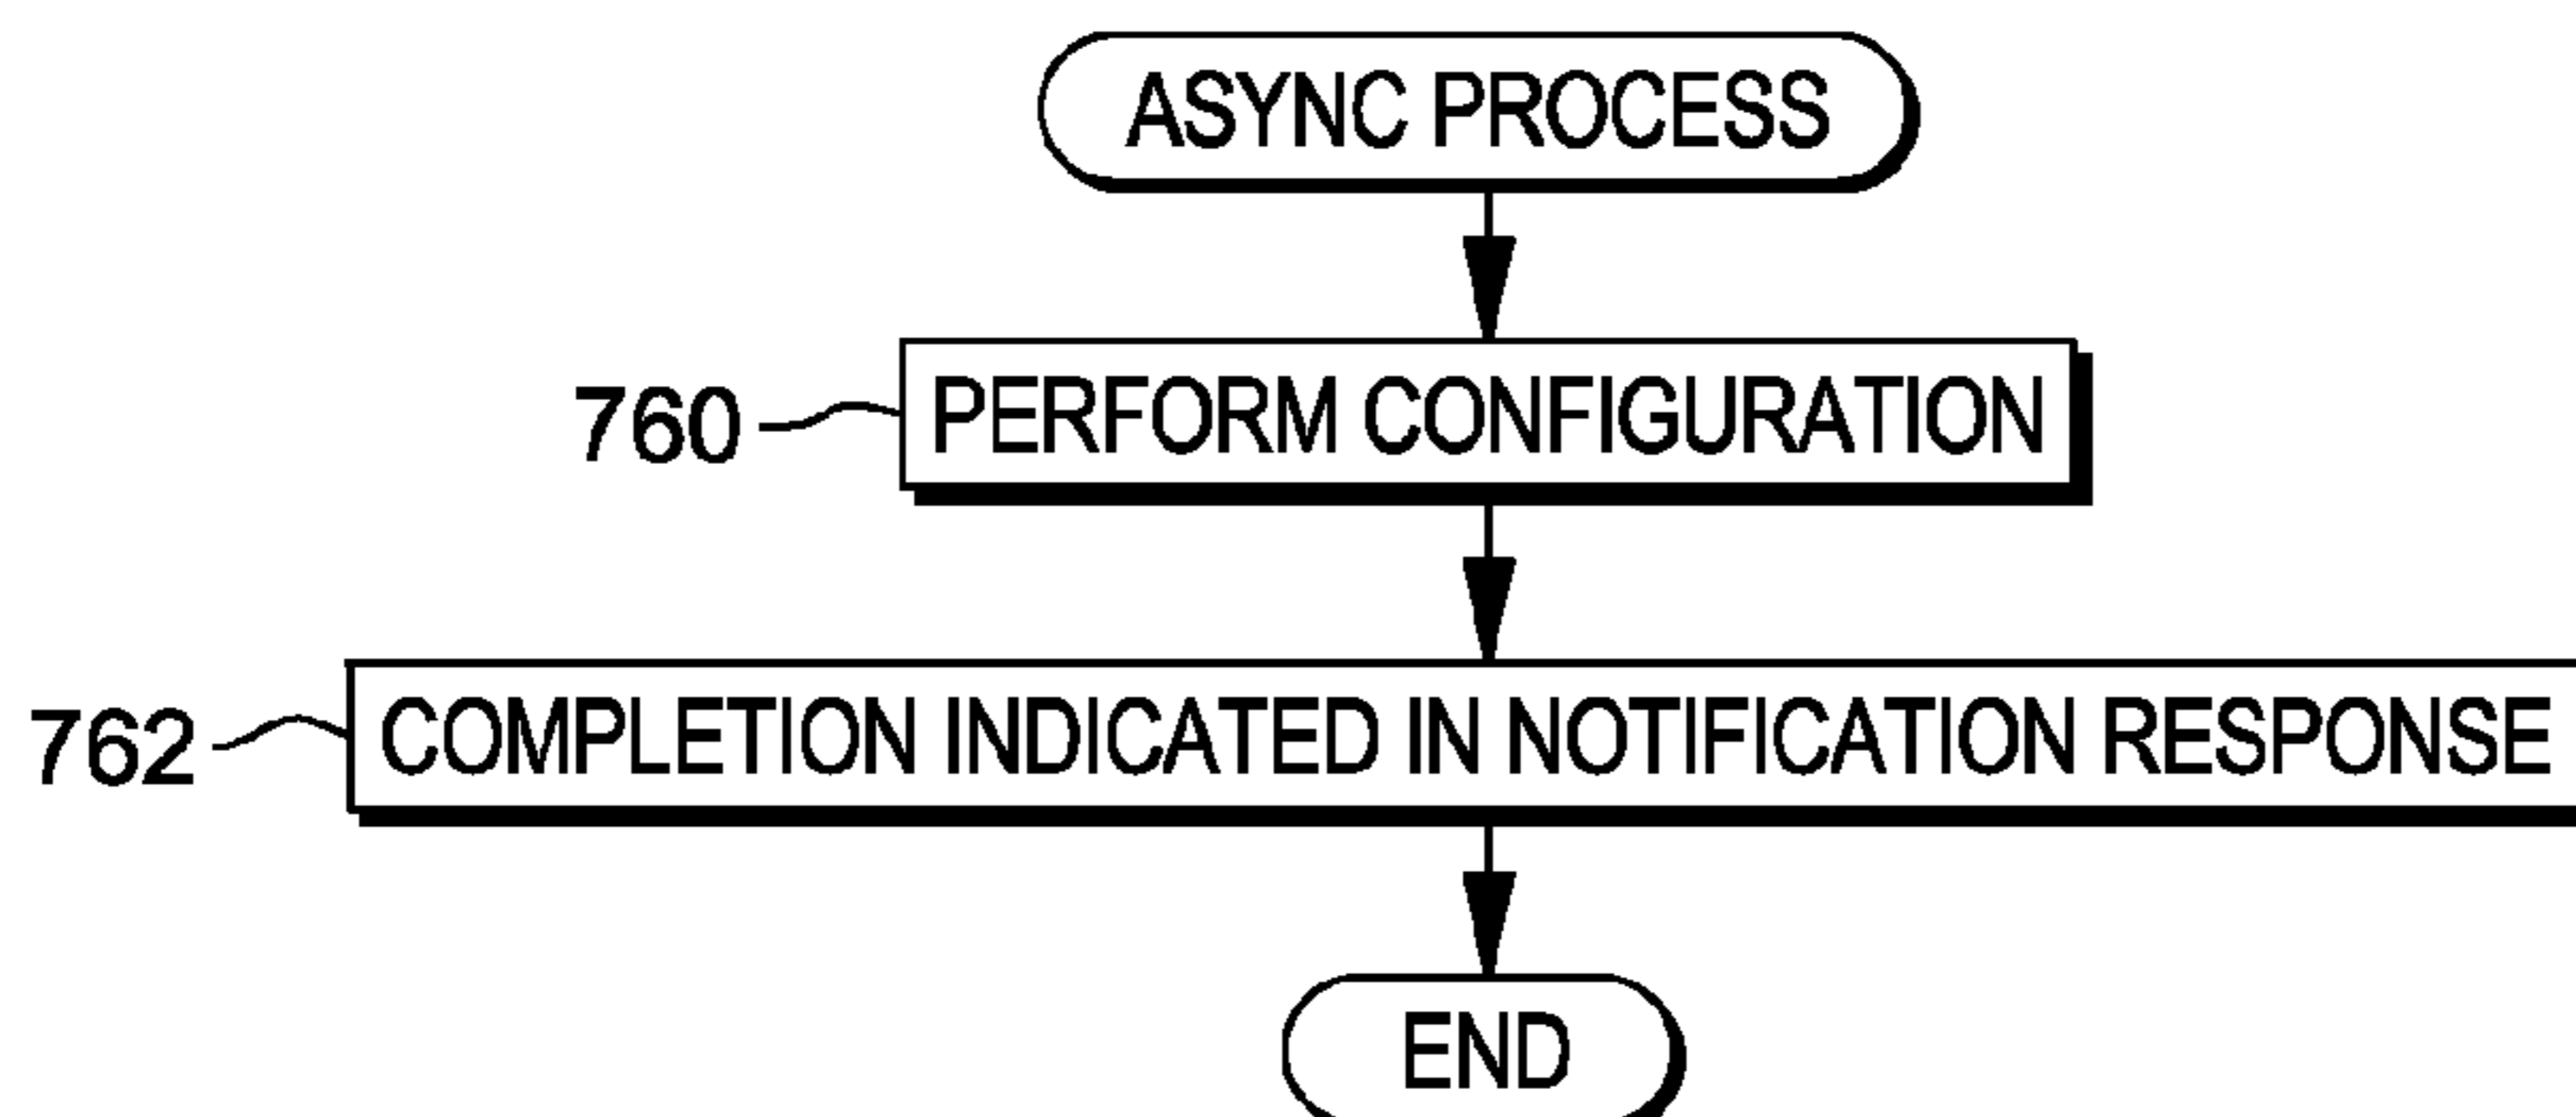 ASYNC PROCESS
760 PERFORM CONFIGURATION
762 COMPLETION INDICATED IN NOTIFICATION RESPONSE
END